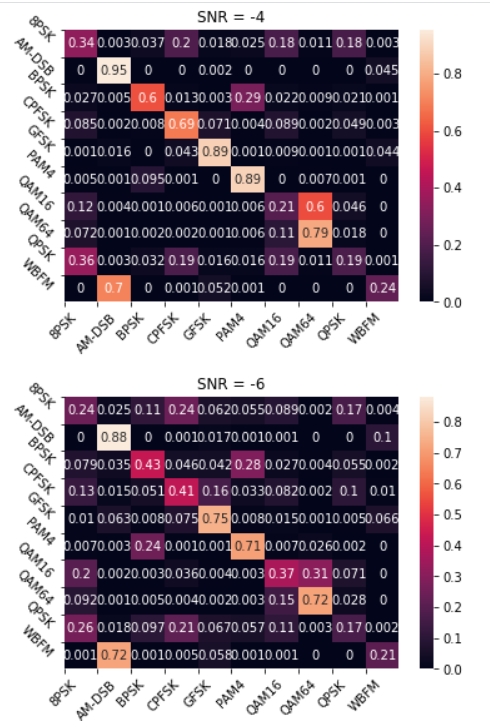 SNR = -4
8PSK 0.34 0.003 0.037 0.2 0.018 0.025 0.18 0.011 0.18 0.003
AM-DSB 0 0.95 0 0 0.002 0 0 0 0 0.045
BPSK 0.027 0.005 0.6 0.013 0.003 0.29 0.022 0.009 0.021 0.001
CPFSK 0.085 0.002 0.008 0.69 0.071 0.004 0.089 0.002 0.049 0.003
GFSK 0.001 0.016 0 0.043 0.89 0.001 0.009 0.001 0.001 0.044
PAM4 0.005 0.001 0.095 0.001 0 0.89 0 0.007 0.001 0
QAM16 0.12 0.004 0.001 0.006 0.001 0.006 0.21 0.6 0.046 0
QAM64 0.072 0.001 0.002 0.002 0.001 0.006 0.11 0.79 0.018 0
QPSK 0.36 0.003 0.032 0.19 0.016 0.016 0.19 0.011 0.19 0.001
WBFM 0 0.7 0 0.001 0.052 0.001 0 0 0 0.24
8PSK AM-DSB BPSK CPFSK GFSK PAM4 QAM16 QAM64 QPSK WBFM
0.8
0.6
0.4
0.2
0.0
SNR = -6
8PSK 0.24 0.025 0.11 0.24 0.062 0.055 0.089 0.002 0.17 0.004
AM-DSB 0 0.88 0 0.001 0.017 0.001 0.001 0 0 0.1
BPSK 0.079 0.035 0.43 0.046 0.042 0.28 0.027 0.004 0.055 0.002
CPFSK 0.13 0.015 0.051 0.41 0.16 0.033 0.082 0.002 0.1 0.01
GFSK 0.01 0.063 0.008 0.075 0.75 0.008 0.015 0.001 0.005 0.066
PAM4 0.007 0.003 0.24 0.001 0.001 0.71 0.007 0.026 0.002 0
QAM16 0.2 0.002 0.003 0.036 0.004 0.003 0.37 0.31 0.071 0
QAM64 0.092 0.001 0.005 0.004 0.002 0.003 0.15 0.72 0.028 0
QPSK 0.26 0.018 0.097 0.21 0.067 0.057 0.11 0.003 0.17 0.002
WBFM 0.001 0.72 0.001 0.005 0.058 0.001 0.001 0 0 0.21
8PSK AM-DSB BPSK CPFSK GFSK PAM4 QAM16 QAM64 QPSK WBFM
0.8
0.7
0.6
0.5
0.4
0.3
0.2
0.1
0.0